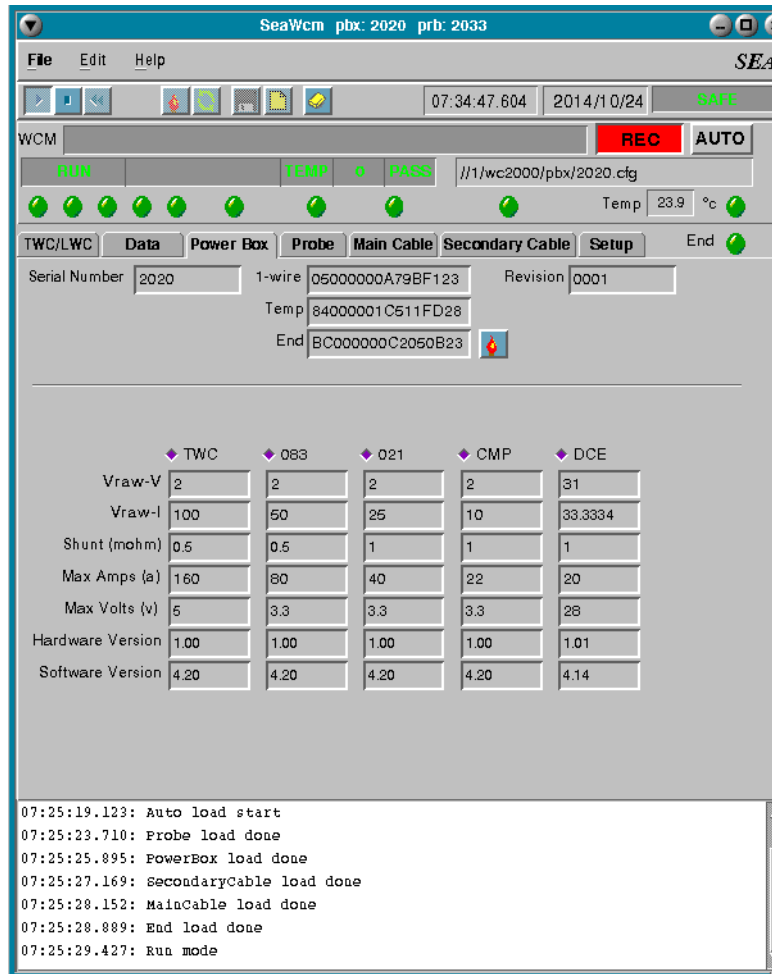 SeaWcm pbx: 2020 prb: 2033
File Edit Help SEA
07:34:47.604 2014/10/24 SAFE
WCM REC AUTO
RUN TEMP 0 PASS //1/wc2000/pbx/2020.cfg
Temp 23.9 °c
TWC/LWC Data Power Box Probe Main Cable Secondary Cable Setup End
Serial Number 2020 1-wire 05000000A79BF123 Revision 0001
Temp 84000001C511FD28
End BC000000C2050B23
TWC 083 021 CMP DCE
Vraw-V 2 2 2 2 31
Vraw-I 100 50 25 10 33.3334
Shunt (mohm) 0.5 0.5 1 1 1
Max Amps (a) 160 80 40 22 20
Max Volts (v) 5 3.3 3.3 3.3 28
Hardware Version 1.00 1.00 1.00 1.00 1.01
Software Version 4.20 4.20 4.20 4.20 4.14
07:25:19.123: Auto load start
07:25:23.710: Probe load done
07:25:25.895: PowerBox load done
07:25:27.169: SecondaryCable load done
07:25:28.152: MainCable load done
07:25:28.889: End load done
07:25:29.427: Run mode